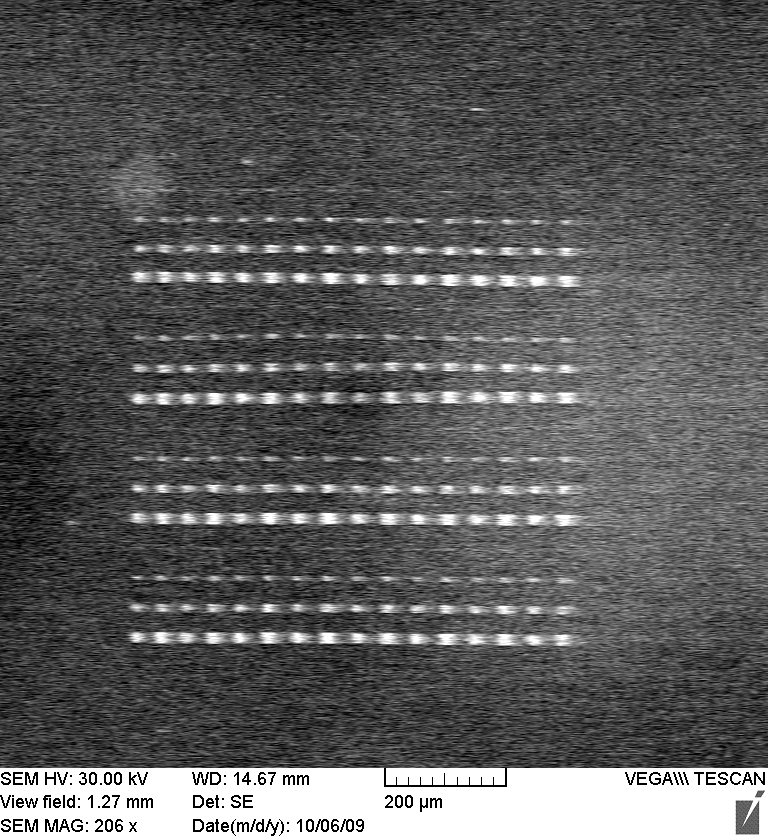 SEM HV: 30.00 kV WD: 14.67 mm VEGA\\\ TESCAN
View field: 1.27 mm Det: SE 200 µm
SEM MAG: 206 x Date(m/d/y): 10/06/09